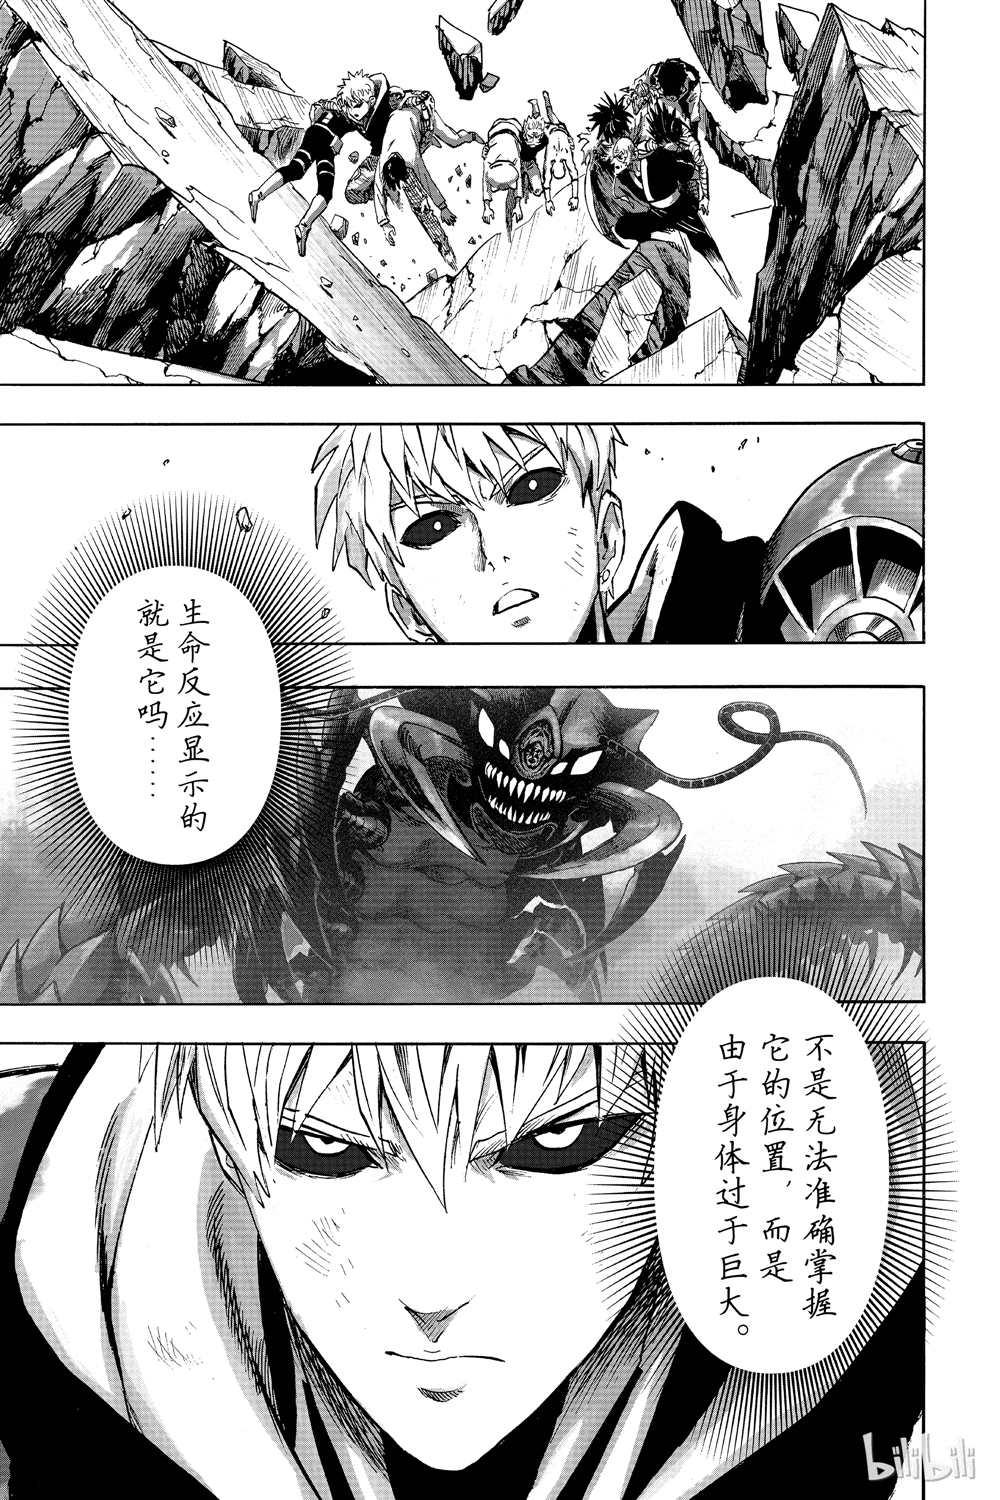 生命反应显示的
就是它吗……
不是无法准确掌握
它的位置，而是
由于身体过于巨大。
bilibili